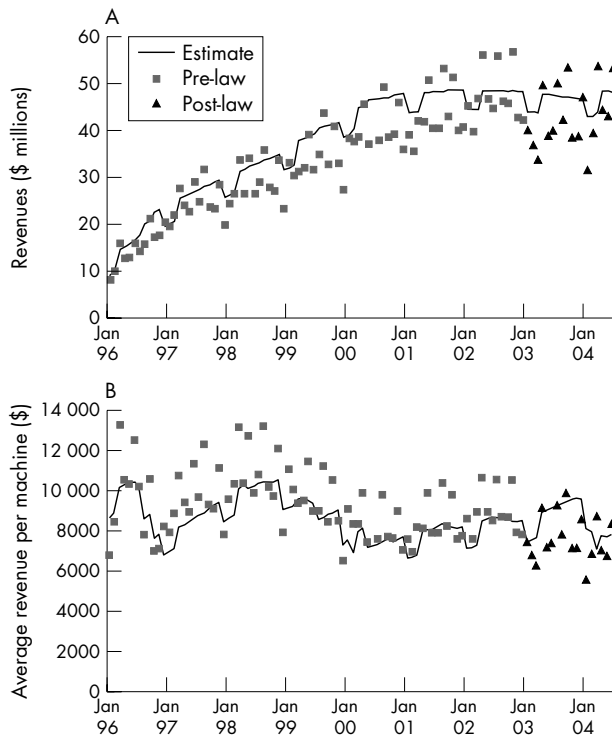 A
Revenues ($ millions)
60
50
40
30
20
10
0
Estimate
Pre-law
Post-law
Jan 96
Jan 97
Jan 98
Jan 99
Jan 00
Jan 01
Jan 02
Jan 03
Jan 04
B
Average revenue per machine ($)
14 000
12 000
10 000
8000
6000
4000
2000
0
Jan 96
Jan 97
Jan 98
Jan 99
Jan 00
Jan 01
Jan 02
Jan 03
Jan 04